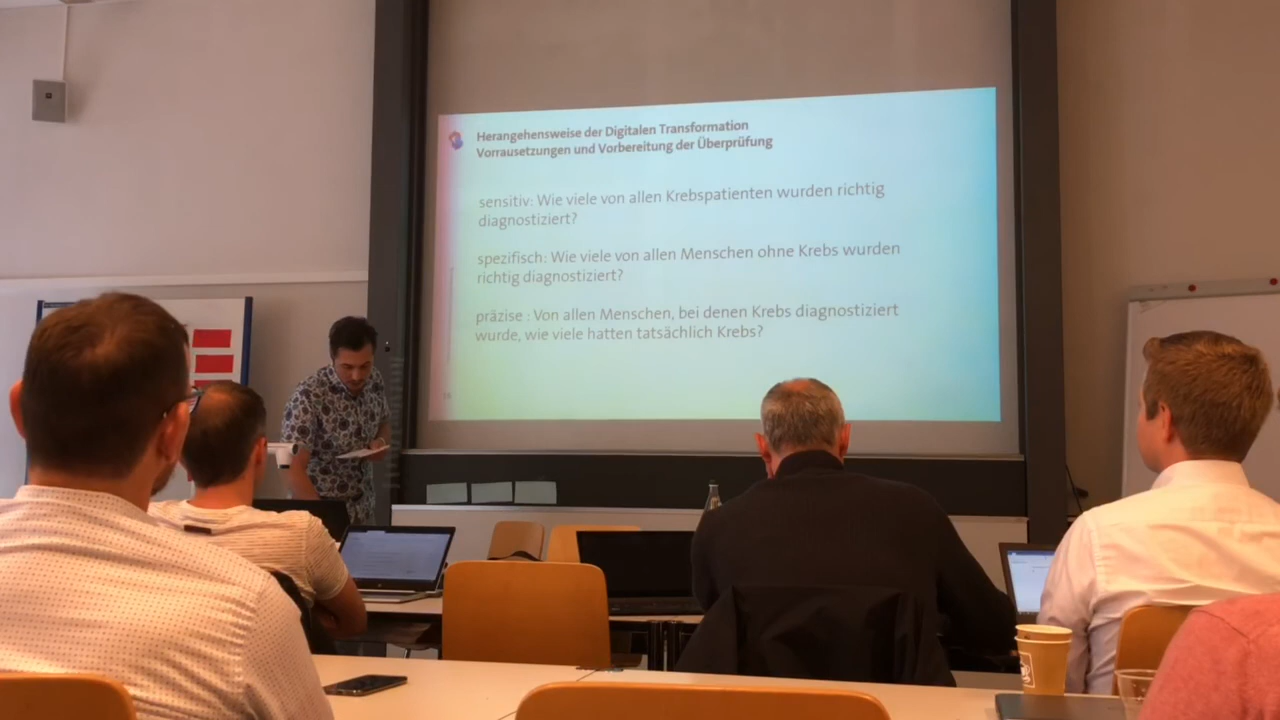 Herangehensweise der Digitalen Transformation
Vorrausetzungen und Vorbereitung der Überprüfung
sensitiv: Wie viele von allen Krebspatienten wurden richtig
diagnostiziert?
spezifisch: Wie viele von allen Menschen ohne Krebs wurden
richtig diagnostiziert?
präzise : Von allen Menschen, bei denen Krebs diagnostiziert
wurde, wie viele hatten tatsächlich Krebs?